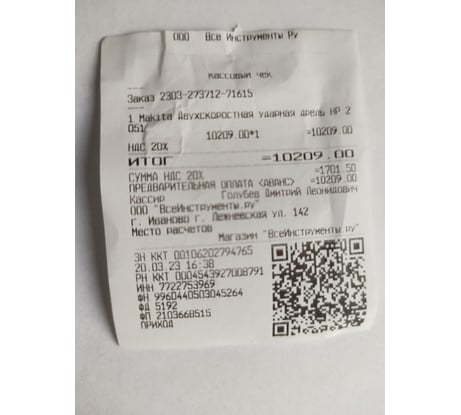 ООО Все Инструменты Ру
Кассовый чек
Заказ 2303-273712-71615
1 Makita Двухскоростная ударная дрель HP 2
051
10209.00*1 =10209.00
НДС 20%
ИТОГ =10209.00
СУММА НДС 20% =1701.50
ПРЕДВАРИТЕЛЬНАЯ ОПЛАТА (АВАНС) =10209.00
Кассир Голубев Дмитрий Леонидович
ООО "ВсеИнструменты.ру"
г. Иваново г. Лежневская ул. 142
Место расчетов Магазин "ВсеИнструменты.ру"
ЗН ККТ 00106202794765
20.03.23 16:38
РН ККТ 0004543927008791
ИНН 7722753969
ФН 9960440503045264
ФД 5192
ФП 2103668515
ПРИХОД